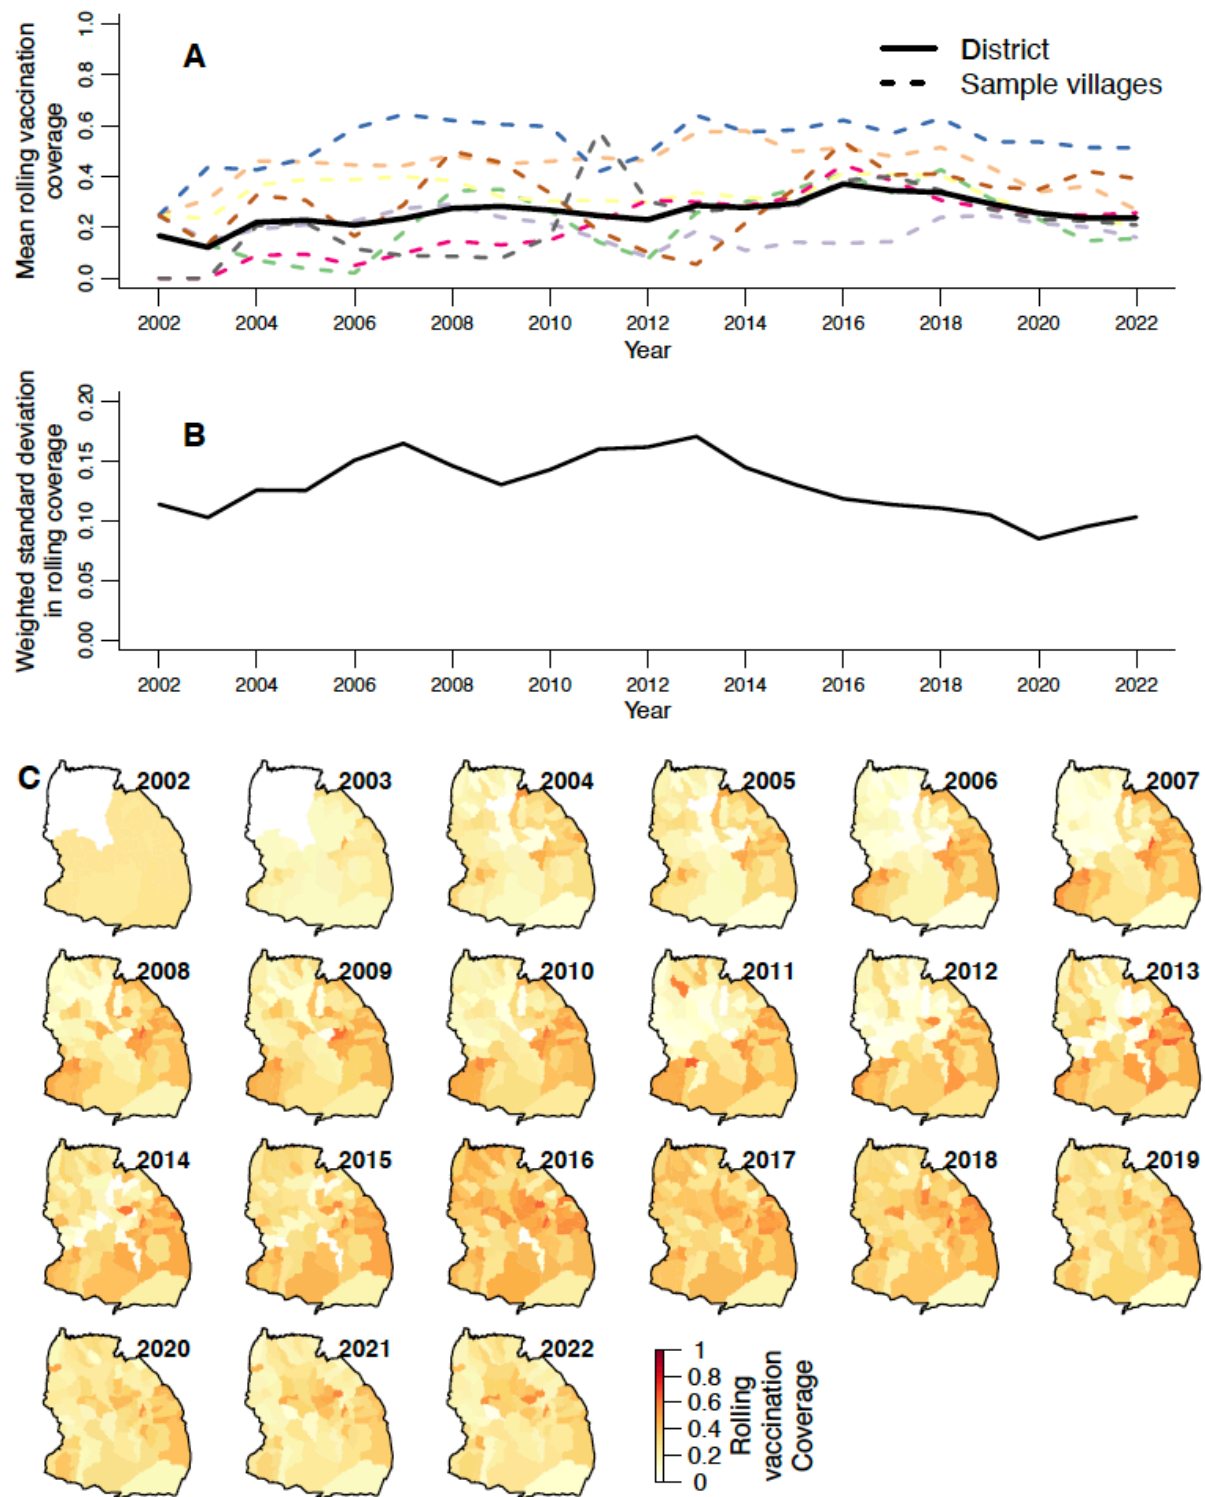 A
District
Sample villages
Mean rolling vaccination
coverage
1.0
0.8
0.6
0.4
0.2
0.0
2002 2004 2006 2008 2010 2012 2014 2016 2018 2020 2022
Year
B
Weighted standard deviation
in rolling coverage
0.20
0.15
0.10
0.05
0.00
2002 2004 2006 2008 2010 2012 2014 2016 2018 2020 2022
Year
C
2002 2003 2004 2005 2006 2007
2008 2009 2010 2011 2012 2013
2014 2015 2016 2017 2018 2019
2020 2021 2022
1
0.8
0.6
0.4
0.2
0
Rolling
vaccination
Coverage